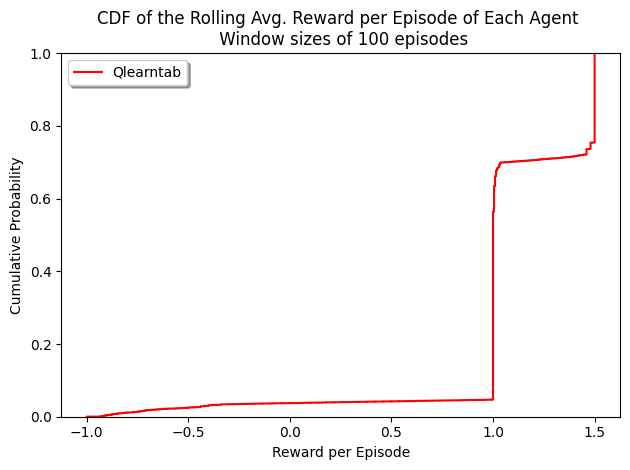 CDF of the Rolling Avg. Reward per Episode of Each Agent
Window sizes of 100 episodes
Qlearntab
1.0
0.8
0.6
0.4
0.2
0.0
Cumulative Probability
−1.0 −0.5 0.0 0.5 1.0 1.5
Reward per Episode